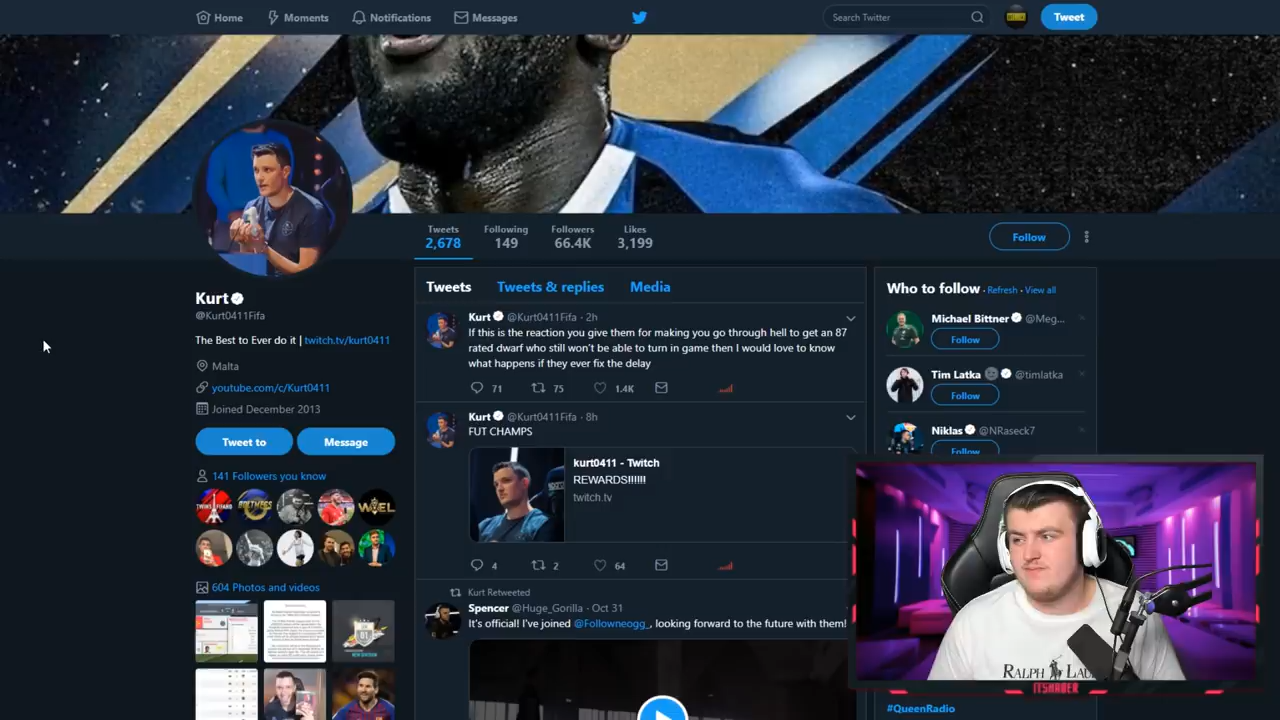 Home
Moments
Notifications
Messages
Search Twitter
Tweet
Tweets
2,678
Following
149
Followers
66.4K
Likes
3,199
Follow
Kurt
@Kurt0411Fifa
The Best to Ever do it | twitch.tv/kurt0411
Malta
youtube.com/c/Kurt0411
Joined December 2013
Tweet to
Message
141 Followers you know
604 Photos and videos
Tweets
Tweets & replies
Media
Kurt @Kurt0411Fifa · 2h
If this is the reaction you give them for making you go through hell to get an 87
rated dwarf who still won't be able to turn in game then I would love to know
what happens if they ever fix the delay
71
75
1.4K
Kurt @Kurt0411Fifa · 8h
FUT CHAMPS
kurt0411 - Twitch
REWARDS!!!!!!
twitch.tv
4
2
64
Kurt Retweeted
Spencer @Huge_Gorilla · Oct 31
It's official! I've joined @Followneogg_, looking forward to the future with them!
Who to follow · Refresh · View all
Michael Bittner @Meg...
Follow
Tim Latka @timlatka
Follow
Niklas @NRaseck7
Follow
RALPH LAU
ITSHABER
#QueenRadio